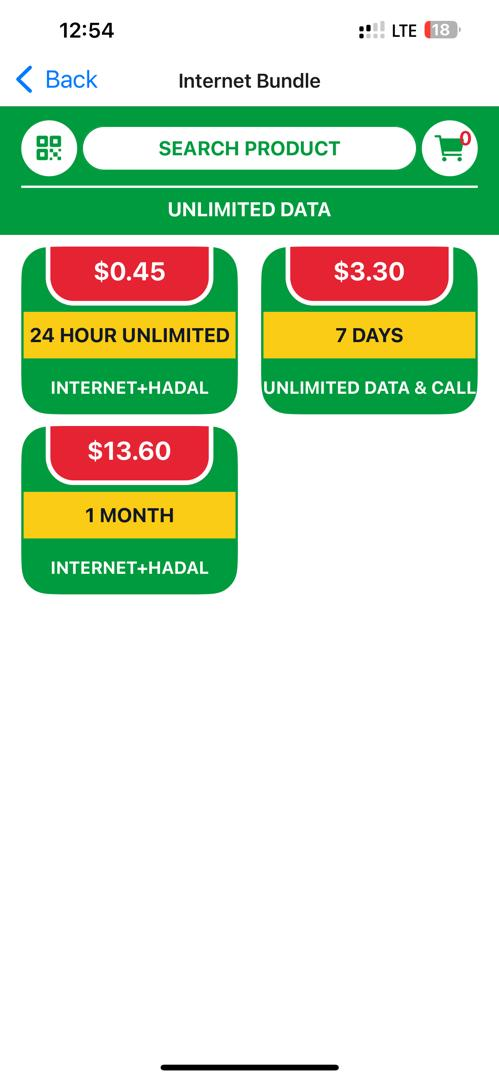 12:54
LTE
18
Back
Internet Bundle
SEARCH PRODUCT
0
UNLIMITED DATA
$0.45
24 HOUR UNLIMITED
INTERNET+HADAL
$3.30
7 DAYS
UNLIMITED DATA & CALL
$13.60
1 MONTH
INTERNET+HADAL